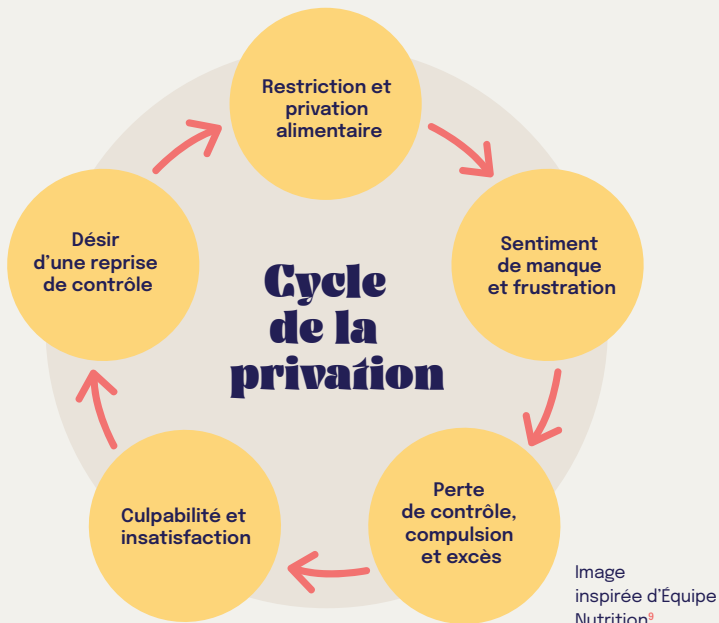 Restriction et
privation
alimentaire
Sentiment
de manque
et frustration
Perte
de contrôle,
compulsion
et excès
Culpabilité et
insatisfaction
Désir
d'une reprise
de contrôle
Cycle
de la
privation
Image
inspirée d'Équipe
Nutrition⁹